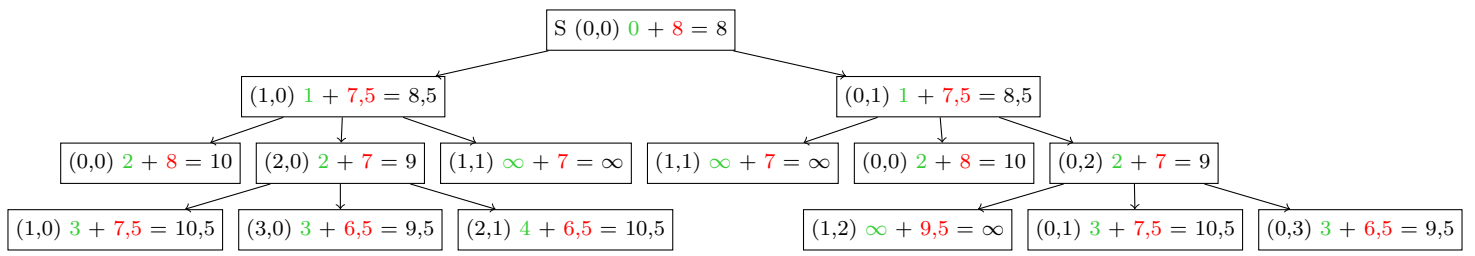 S (0,0) 0 + 8 = 8
(1,0) 1 + 7,5 = 8,5
(0,1) 1 + 7,5 = 8,5
(0,0) 2 + 8 = 10
(2,0) 2 + 7 = 9
(1,1) ∞ + 7 = ∞
(1,1) ∞ + 7 = ∞
(0,0) 2 + 8 = 10
(0,2) 2 + 7 = 9
(1,0) 3 + 7,5 = 10,5
(3,0) 3 + 6,5 = 9,5
(2,1) 4 + 6,5 = 10,5
(1,2) ∞ + 9,5 = ∞
(0,1) 3 + 7,5 = 10,5
(0,3) 3 + 6,5 = 9,5